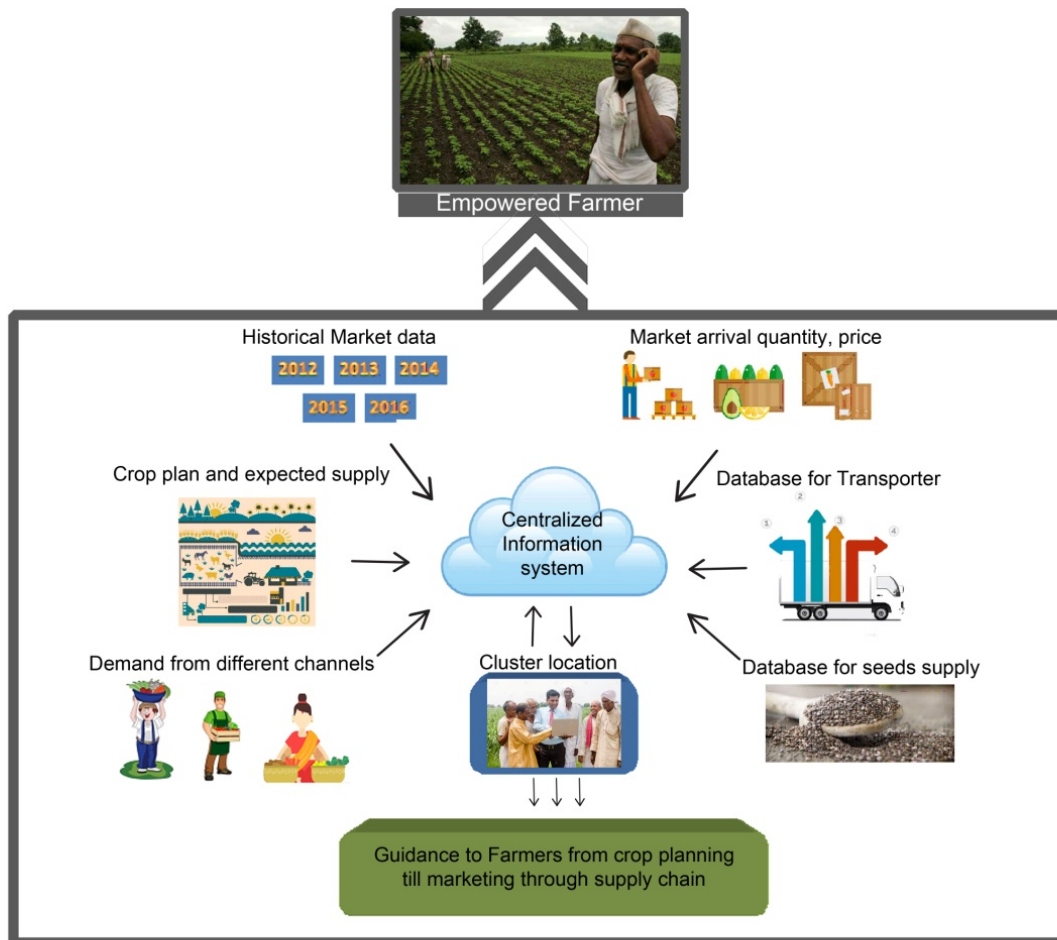 Empowered Farmer
Historical Market data
2012 2013 2014
2015 2016
Market arrival quantity, price
Crop plan and expected supply
Database for Transporter
1
2
3
4
Centralized
Information
system
Demand from different channels
Cluster location
Database for seeds supply
Guidance to Farmers from crop planning
till marketing through supply chain